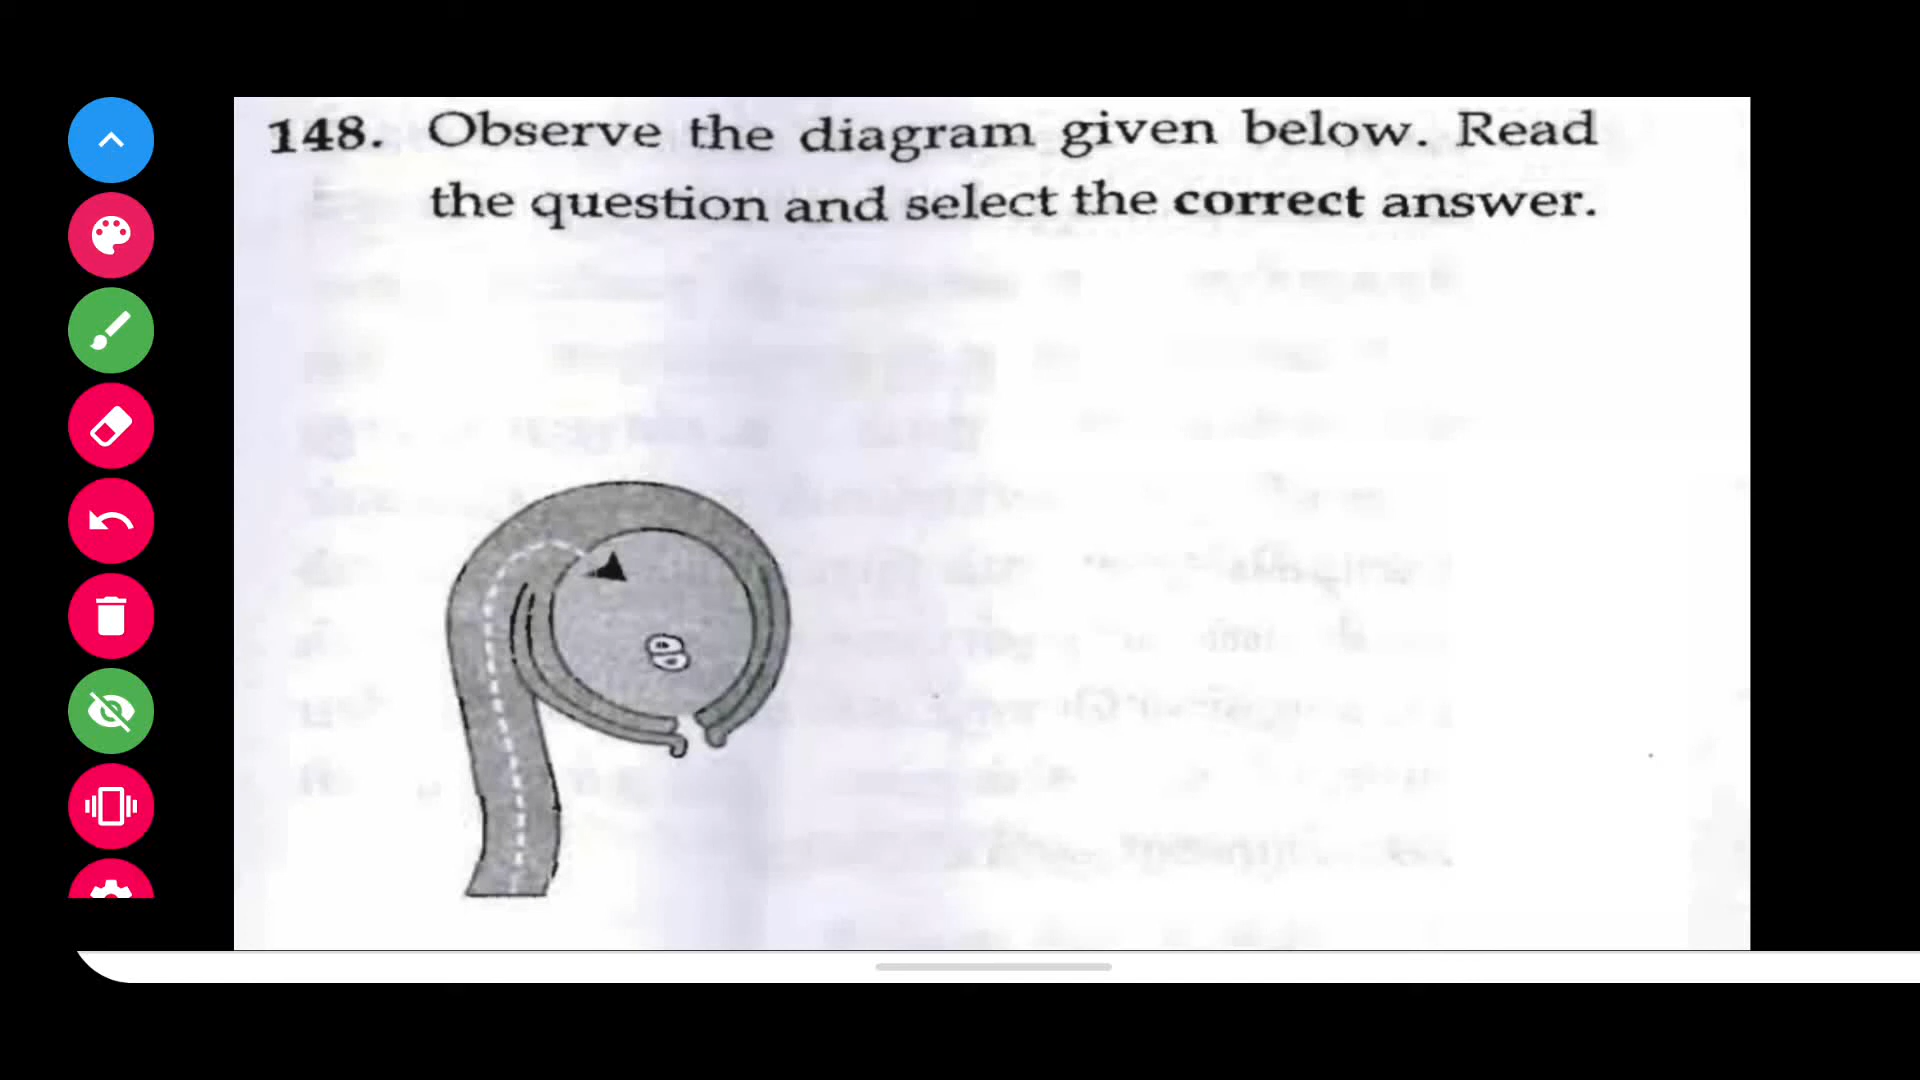 148. Observe the diagram given below. Read
the question and select the correct answer.